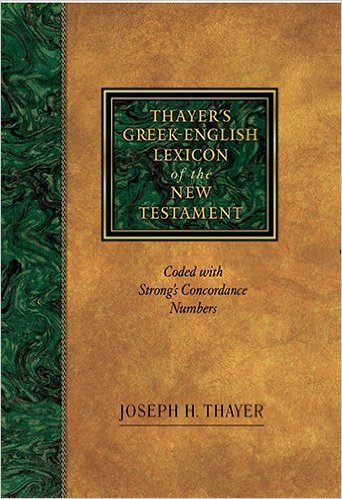 THAYER'S
GREEK-ENGLISH
LEXICON
of the
NEW
TESTAMENT
Coded with
Strong's Concordance
Numbers
JOSEPH H. THAYER